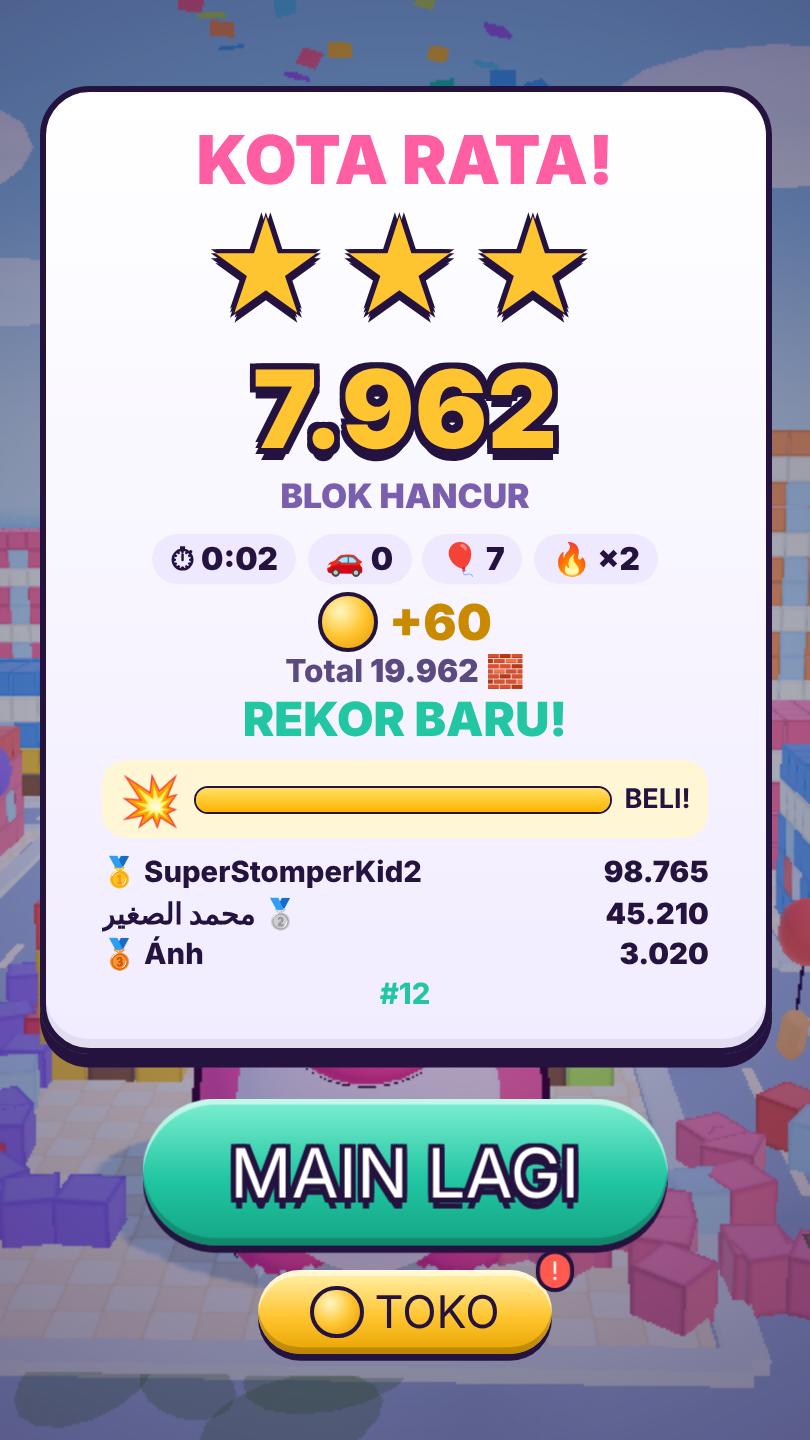 KOTA RATA!
7.962
BLOK HANCUR
⏱ 0:02 🚗 0 🎈 7 🔥 ×2
+60
Total 19.962 🧱
REKOR BARU!
💥 BELI!
🥇 SuperStomperKid2 98.765
🥈 محمد الصغير 45.210
🥉 Ánh 3.020
#12
MAIN LAGI
!
TOKO